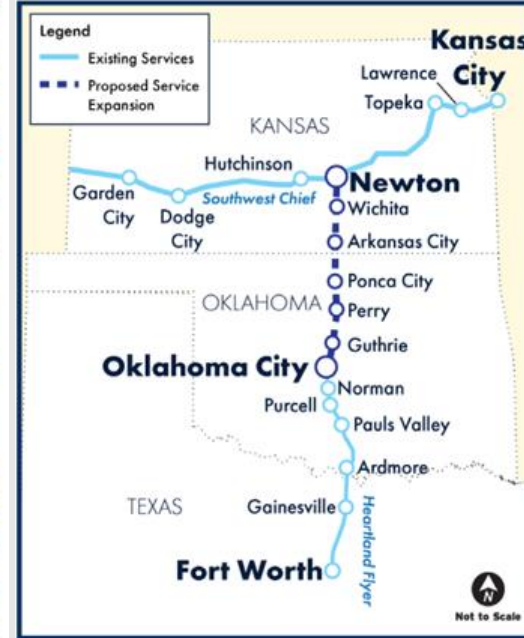 Legend
Existing Services
Proposed Service
Expansion
Kansas
City
Lawrence
Topeka
KANSAS
Hutchinson
Newton
Southwest Chief
Garden
City
Dodge
City
Wichita
Arkansas City
Ponca City
OKLAHOMA
Perry
Guthrie
Oklahoma City
Norman
Purcell
Pauls Valley
Ardmore
TEXAS
Gainesville
Heartland Flyer
Fort Worth
N
Not to Scale